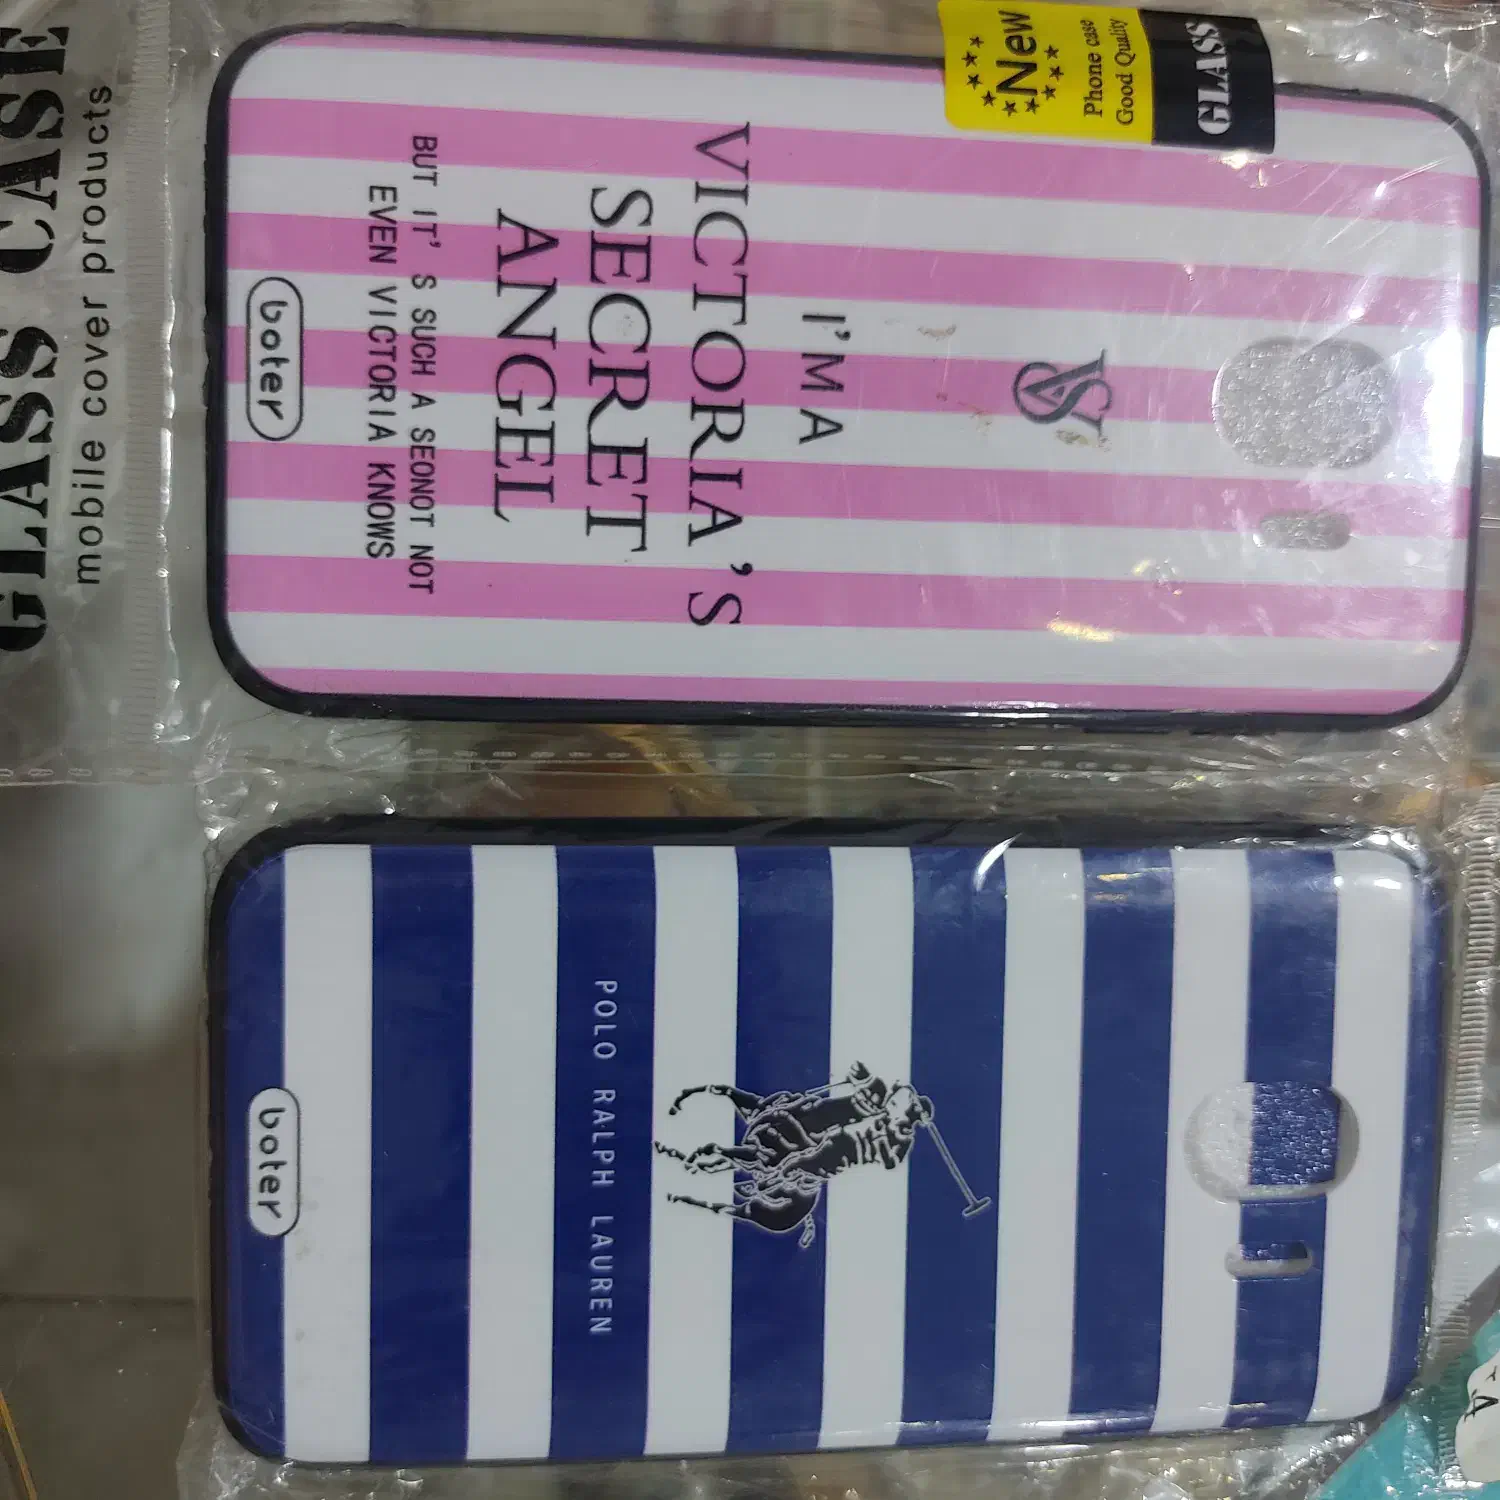 GLASS CASE
mobile cover products
New
Phone case
Good Quality
GLASS
VS
I'M A
VICTORIA'S
SECRET
ANGEL
BUT IT'S SUCH A SEONOT NOT
EVEN VICTORIA KNOWS
boter
POLO RALPH LAUREN
boter